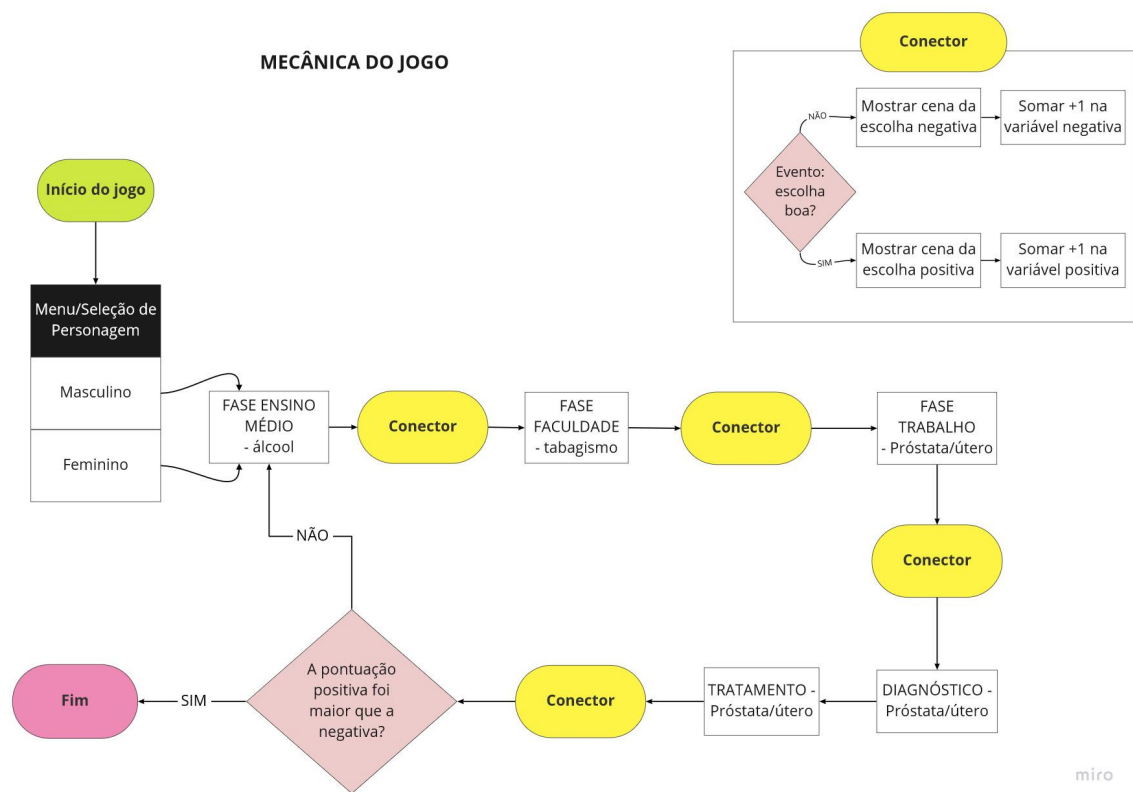 MECÂNICA DO JOGO
Conector
Mostrar cena da
escolha negativa
Somar +1 na
variável negativa
NÃO
Evento:
escolha
boa?
SIM
Mostrar cena da
escolha positiva
Somar +1 na
variável positiva
Início do jogo
Menu/Seleção de
Personagem
Masculino
Feminino
FASE ENSINO
MÉDIO
- álcool
Conector
FASE
FACULDADE
- tabagismo
Conector
FASE
TRABALHO
- Próstata/útero
Conector
DIAGNÓSTICO -
Próstata/útero
TRATAMENTO -
Próstata/útero
Conector
A pontuação
positiva foi
maior que a
negativa?
NÃO
SIM
Fim
miro